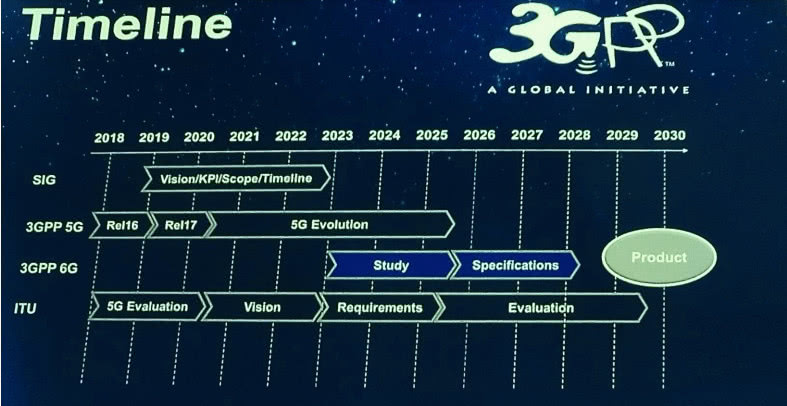 Timeline
3GPP™
A GLOBAL INITIATIVE
2018 2019 2020 2021 2022 2023 2024 2025 2026 2027 2028 2029 2030
SIG Vision/KPI/Scope/Timeline
3GPP 5G Rel16 Rel17 5G Evolution
3GPP 6G Study Specifications Product
ITU 5G Evaluation Vision Requirements Evaluation